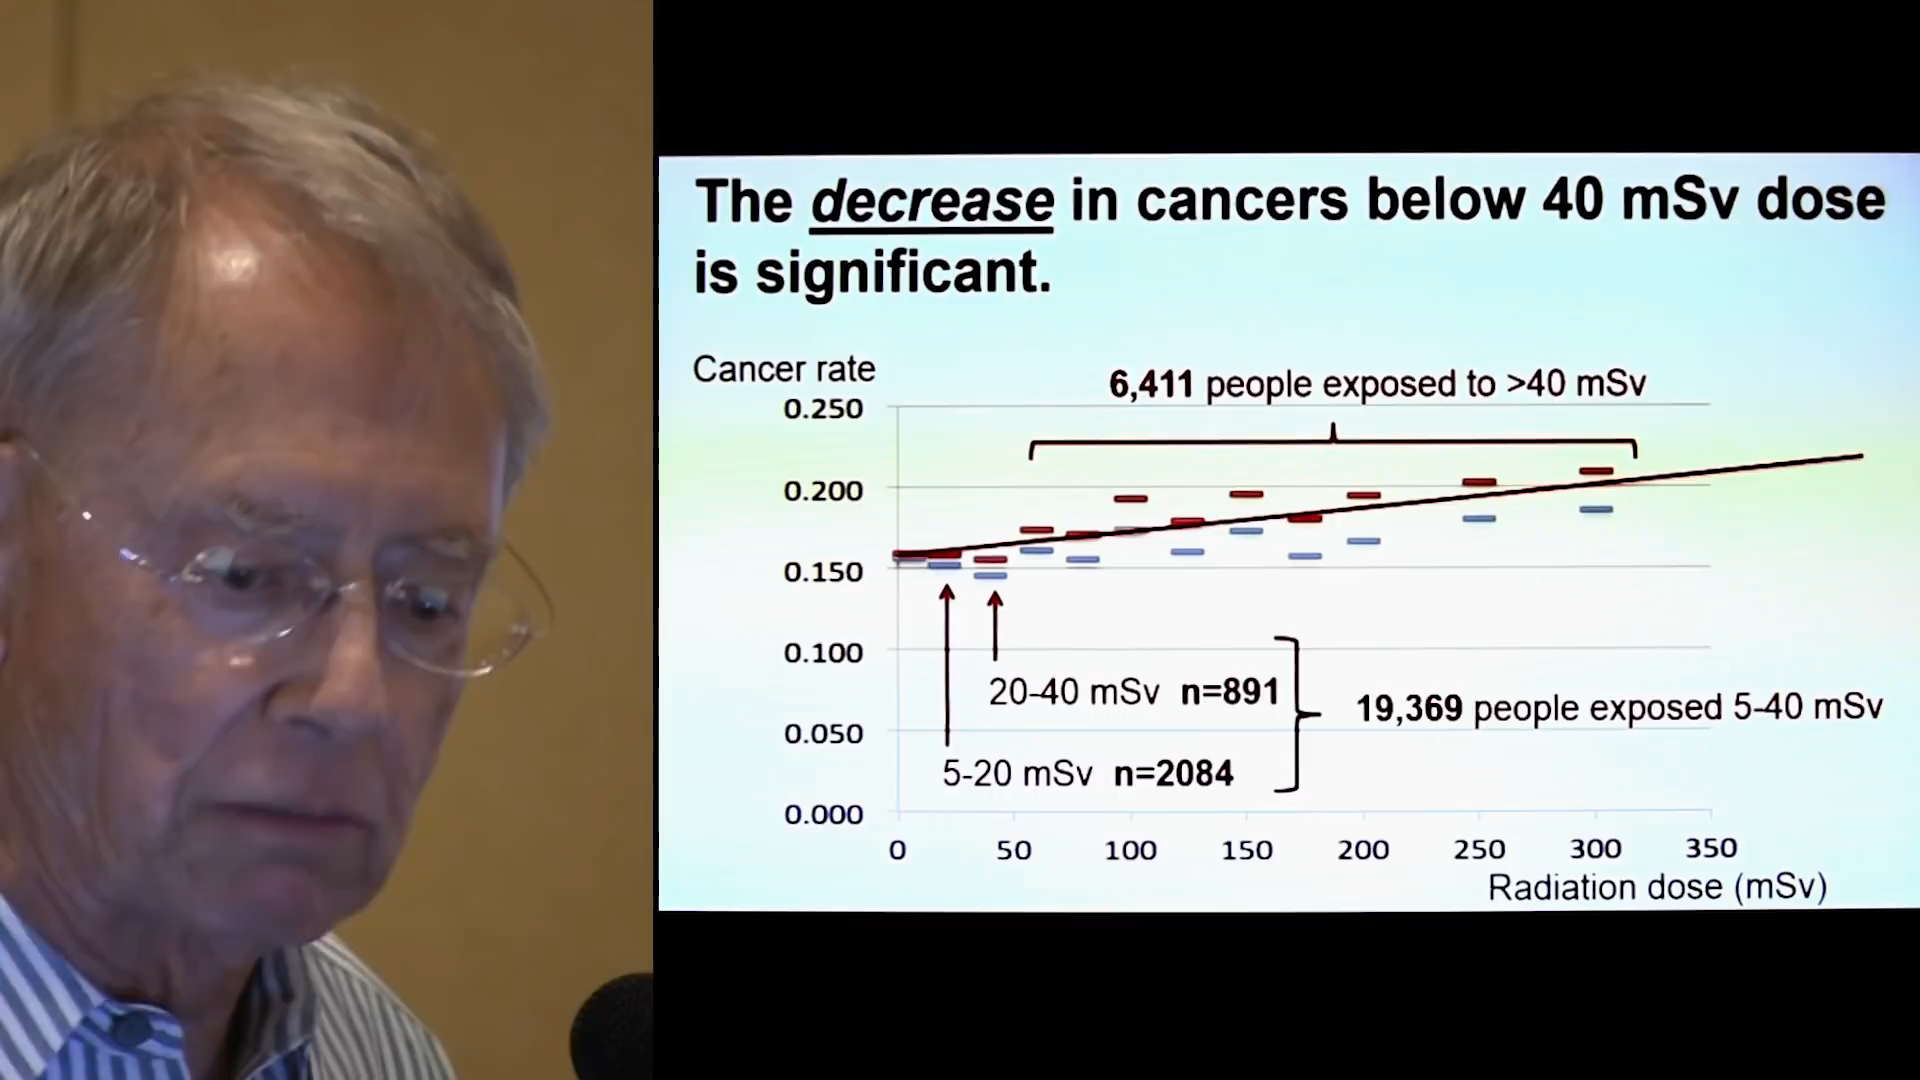 The decrease in cancers below 40 mSv dose
is significant.
Cancer rate
6,411 people exposed to >40 mSv
0.250
0.200
0.150
0.100
20-40 mSv n=891
19,369 people exposed 5-40 mSv
0.050
5-20 mSv n=2084
0.000
0 50 100 150 200 250 300 350
Radiation dose (mSv)